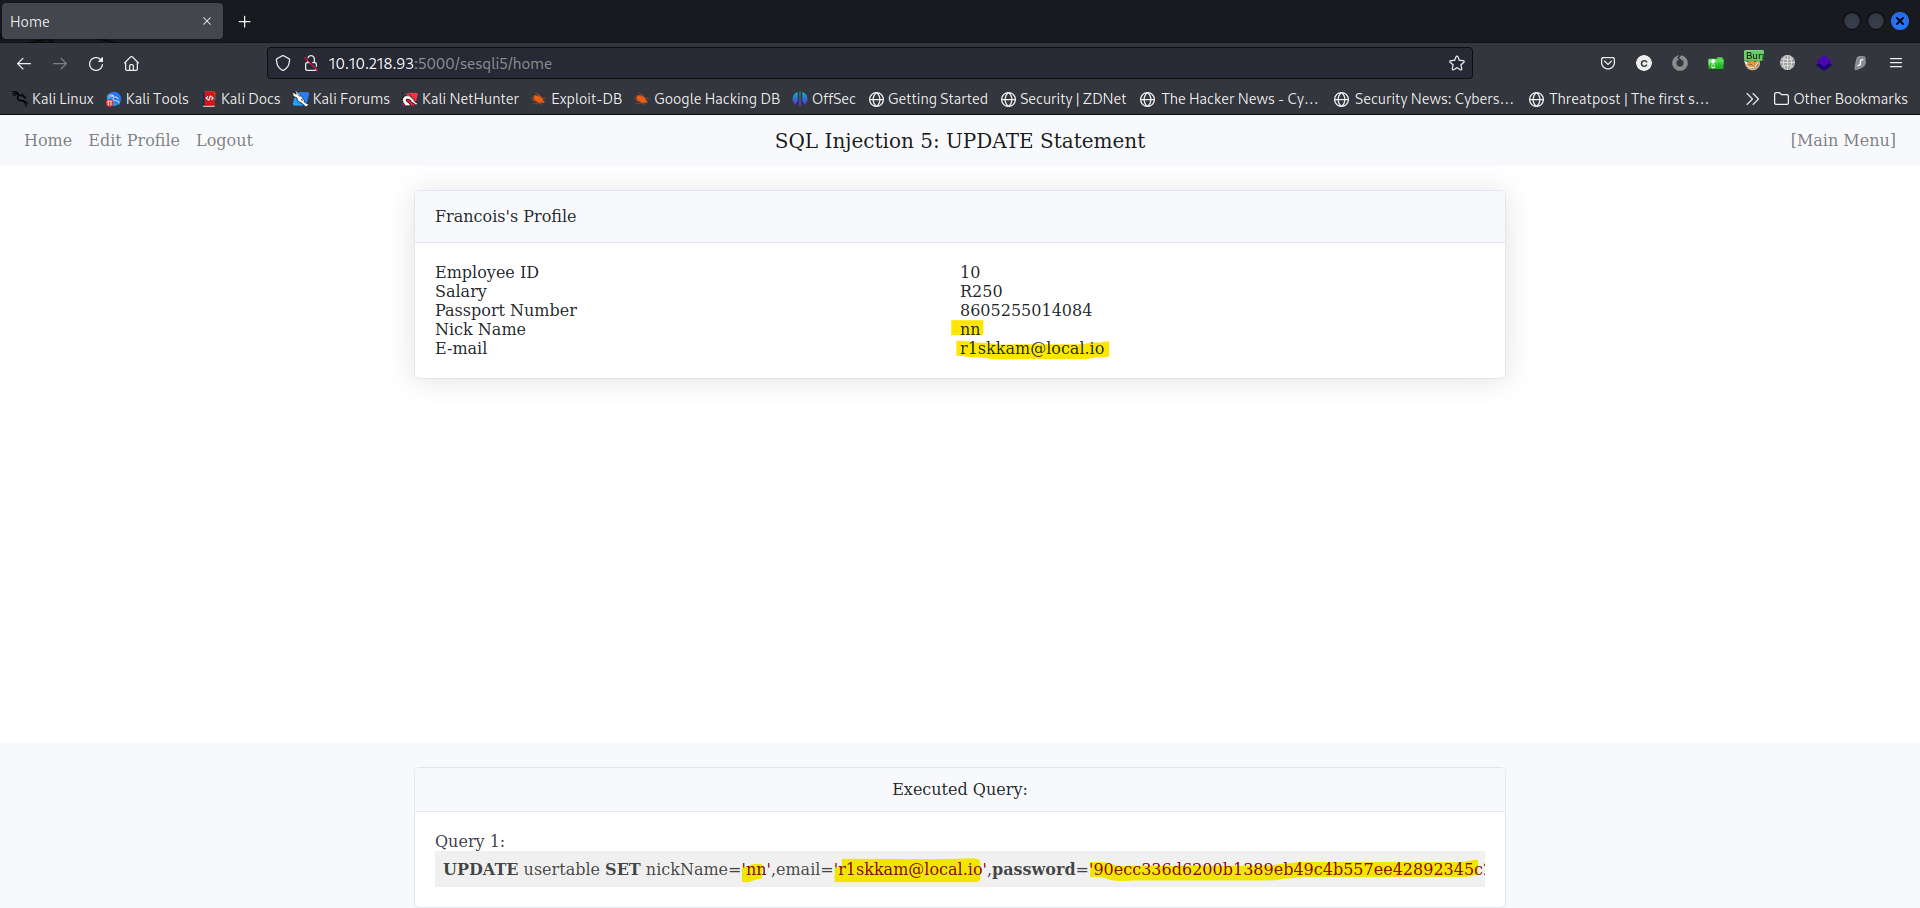 Home
10.10.218.93:5000/sesqli5/home
Burp
Kali Linux Kali Tools Kali Docs Kali Forums Kali NetHunter Exploit-DB Google Hacking DB OffSec Getting Started Security | ZDNet The Hacker News - Cy... Security News: Cybers... Threatpost | The first s... Other Bookmarks
Home Edit Profile Logout SQL Injection 5: UPDATE Statement [Main Menu]
Francois's Profile
Employee ID 10
Salary R250
Passport Number 8605255014084
Nick Name nn
E-mail r1skkam@local.io
Executed Query:
Query 1:
UPDATE usertable SET nickName='nn',email='r1skkam@local.io',password='90ecc336d6200b1389eb49c4b557ee42892345c